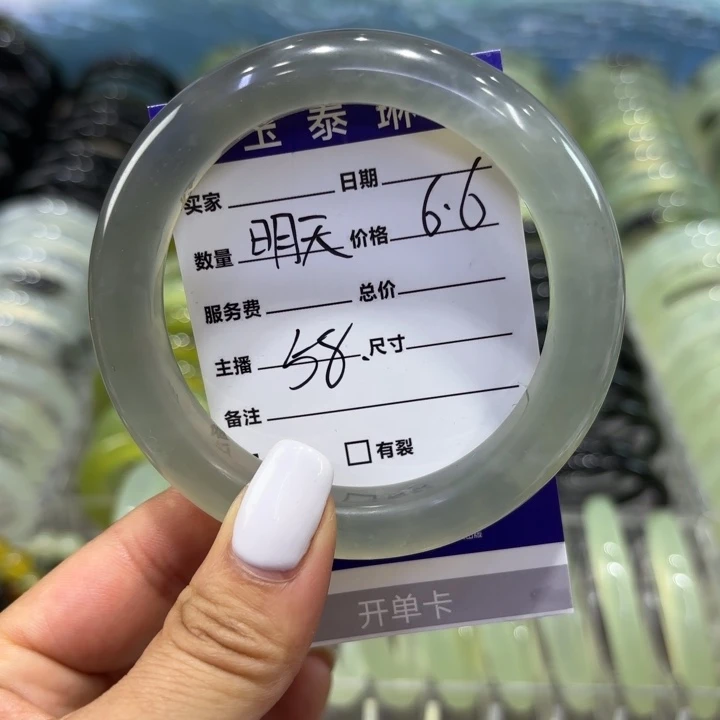 玉泰琳
买家 日期
数量 明天 价格 6.6
服务费 总价
主播 58. 尺寸
备注
有裂
开单卡